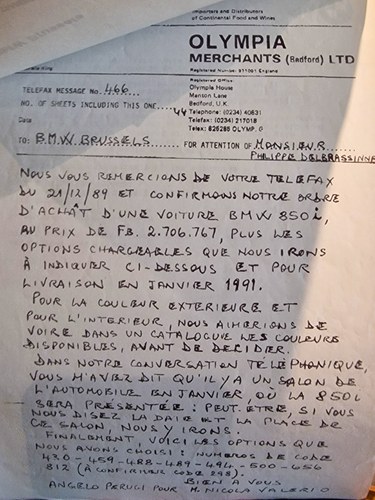 Importers and Distributors
of Continental Food and Wines
OLYMPIA
MERCHANTS (Bedford) LTD
Registered Number: 911061 England
Registered Office:
Olympia House
Manson Lane
Bedford, U.K.
Telephone: (0234) 40631
Telefax: (0234) 217018
Telex: 825285 OLYMP. G
TELEFAX MESSAGE No. 466
NO. OF SHEETS INCLUDING THIS ONE
Date
TO: B.M.W. BRUSSELS FOR ATTENTION OF MONSIEUR
PHILIPPE DELBRASSINNE
NOUS VOUS REMERCIONS DE VOTRE TELEFAX
DU 21/12/89 ET CONFIRMONS NOTRE ORDRE
D'ACHÂT D'UNE VOITURE BMW 850i,
AU PRIX DE FB. 2.706.767, PLUS LES
OPTIONS CHARGEABLES QUE NOUS IRONS
À INDIQUER CI-DESSOUS ET POUR
LIVRAISON EN JANVIER 1991.
POUR LA COULEUR EXTERIEURE ET
POUR L'INTERIEUR, NOUS AIMERIONS DE
VOIRE DANS UN CATALOGUE NES COULEURS
DISPONIBLES, AVANT DE DECIDER.
DANS NOTRE CONVERSATION TELEPHONIQUE,
VOUS M'AVEZ DIT QU'IL Y A UN SALON DE
L'AUTOMOBILE EN JANVIER, OÙ LA 850i
SERA PRÉSENTÉE: PEUT-ÊTRE, SI VOUS
NOUS DISEZ LA DATE ET LA PLACE DE
CE SALON, NOUS Y IRONS.
FINALEMENT, VOICI LES OPTIONS QUE
NOUS AVONS CHOISI: NUMEROS DE CODE
430-459-488-489-494-500-656
812 (À CONFIRMER CODE 298).
BIEN A VOUS
ANGELO PERUGI POUR M. NICOLA VALERIO